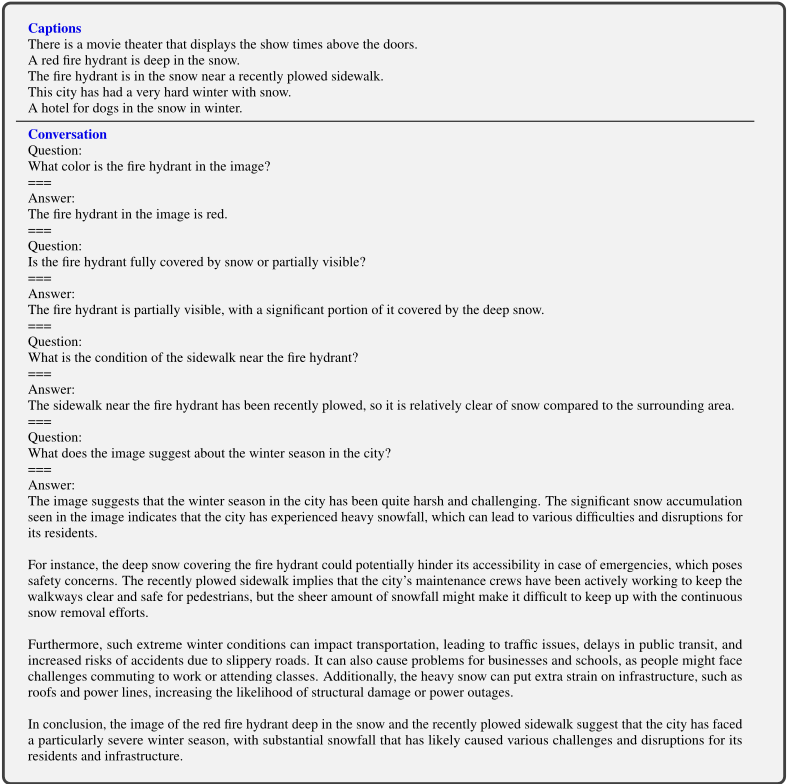 Captions
There is a movie theater that displays the show times above the doors.
A red fire hydrant is deep in the snow.
The fire hydrant is in the snow near a recently plowed sidewalk.
This city has had a very hard winter with snow.
A hotel for dogs in the snow in winter.
Conversation
Question:
What color is the fire hydrant in the image?
===
Answer:
The fire hydrant in the image is red.
===
Question:
Is the fire hydrant fully covered by snow or partially visible?
===
Answer:
The fire hydrant is partially visible, with a significant portion of it covered by the deep snow.
===
Question:
What is the condition of the sidewalk near the fire hydrant?
===
Answer:
The sidewalk near the fire hydrant has been recently plowed, so it is relatively clear of snow compared to the surrounding area.
===
Question:
What does the image suggest about the winter season in the city?
===
Answer:
The image suggests that the winter season in the city has been quite harsh and challenging. The significant snow accumulation
seen in the image indicates that the city has experienced heavy snowfall, which can lead to various difficulties and disruptions for
its residents.
For instance, the deep snow covering the fire hydrant could potentially hinder its accessibility in case of emergencies, which poses
safety concerns. The recently plowed sidewalk implies that the city's maintenance crews have been actively working to keep the
walkways clear and safe for pedestrians, but the sheer amount of snowfall might make it difficult to keep up with the continuous
snow removal efforts.
Furthermore, such extreme winter conditions can impact transportation, leading to traffic issues, delays in public transit, and
increased risks of accidents due to slippery roads. It can also cause problems for businesses and schools, as people might face
challenges commuting to work or attending classes. Additionally, the heavy snow can put extra strain on infrastructure, such as
roofs and power lines, increasing the likelihood of structural damage or power outages.
In conclusion, the image of the red fire hydrant deep in the snow and the recently plowed sidewalk suggest that the city has faced
a particularly severe winter season, with substantial snowfall that has likely caused various challenges and disruptions for its
residents and infrastructure.